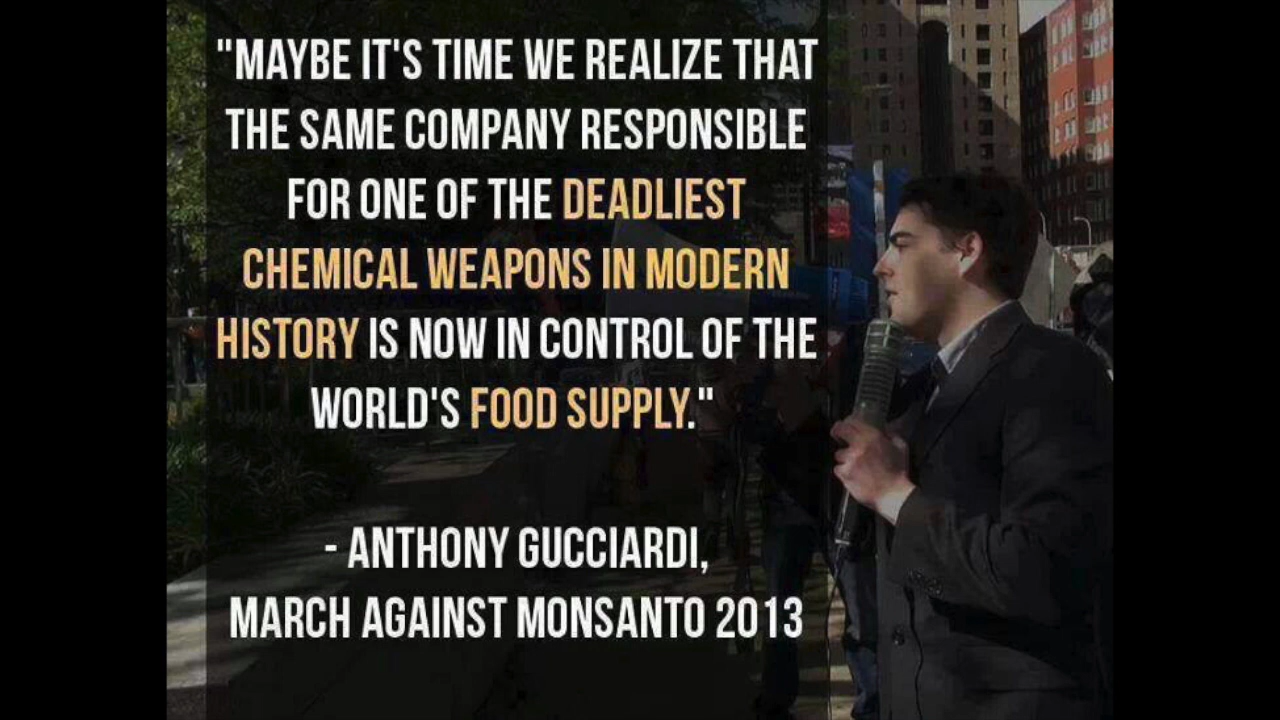 "MAYBE IT'S TIME WE REALIZE THAT
THE SAME COMPANY RESPONSIBLE
FOR ONE OF THE DEADLIEST
CHEMICAL WEAPONS IN MODERN
HISTORY IS NOW IN CONTROL OF THE
WORLD'S FOOD SUPPLY."
- ANTHONY GUCCIARDI,
MARCH AGAINST MONSANTO 2013